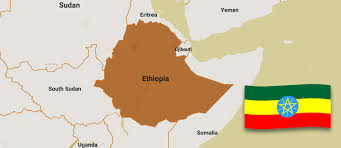 Sudan
Eritrea
Yemen
Djibouti
Ethiopia
South Sudan
Somalia
Uganda